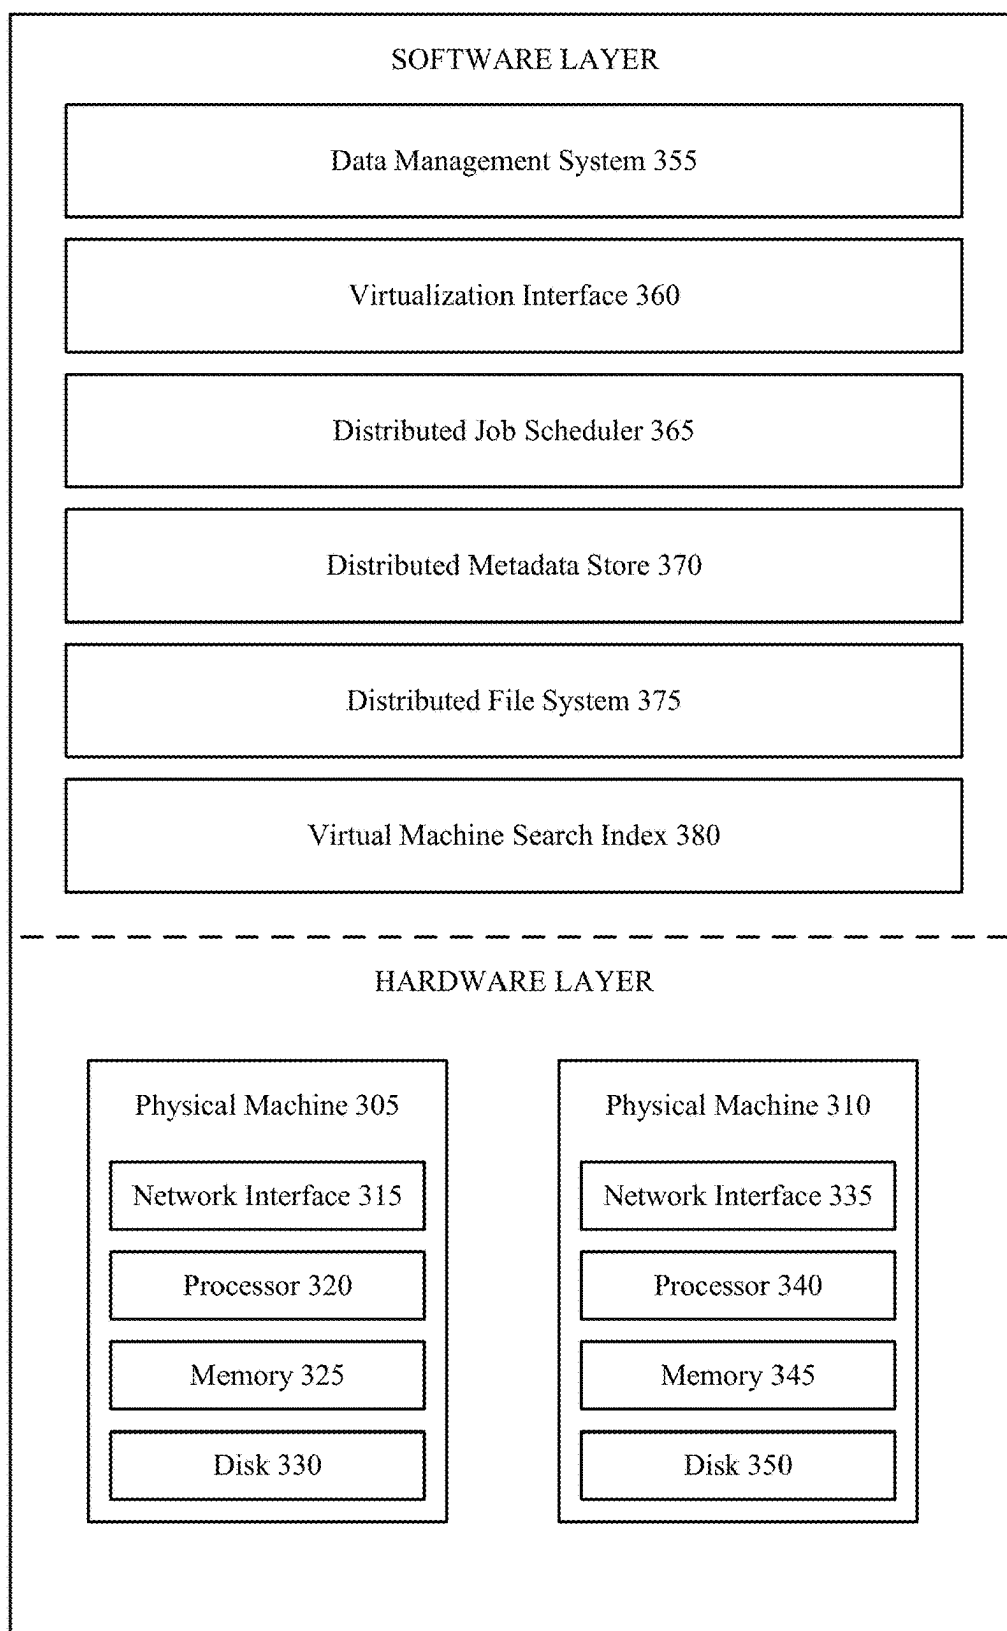 SOFTWARE LAYER
Data Management System 355
Virtualization Interface 360
Distributed Job Scheduler 365
Distributed Metadata Store 370
Distributed File System 375
Virtual Machine Search Index 380
HARDWARE LAYER
Physical Machine 305
Network Interface 315
Processor 320
Memory 325
Disk 330
Physical Machine 310
Network Interface 335
Processor 340
Memory 345
Disk 350